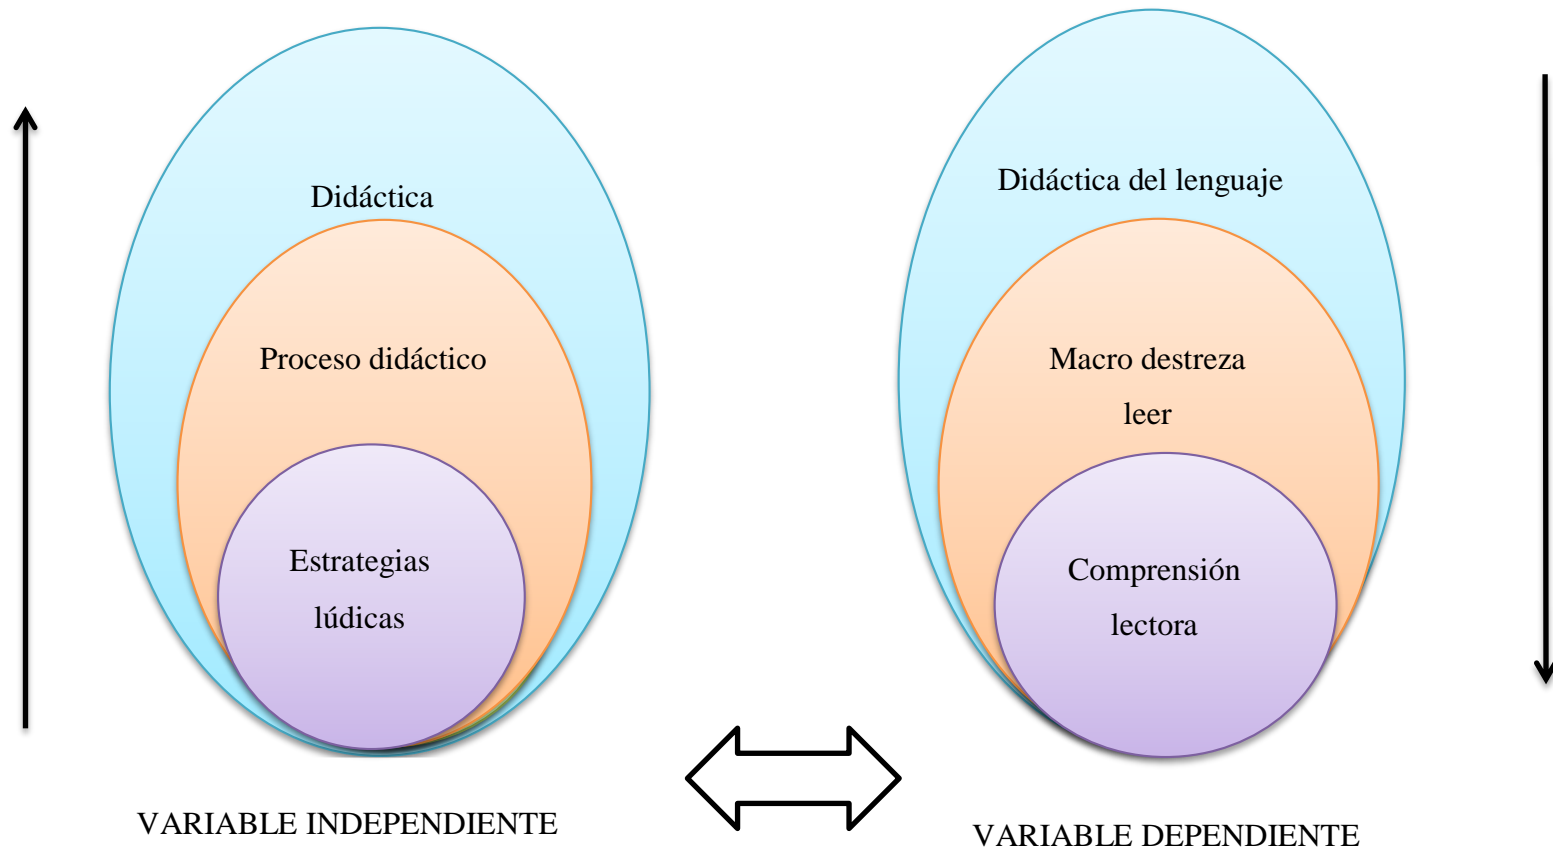 Didáctica
Proceso didáctico
Estrategias
lúdicas
VARIABLE INDEPENDIENTE
Didáctica del lenguaje
Macro destreza
leer
Comprensión
lectora
VARIABLE DEPENDIENTE